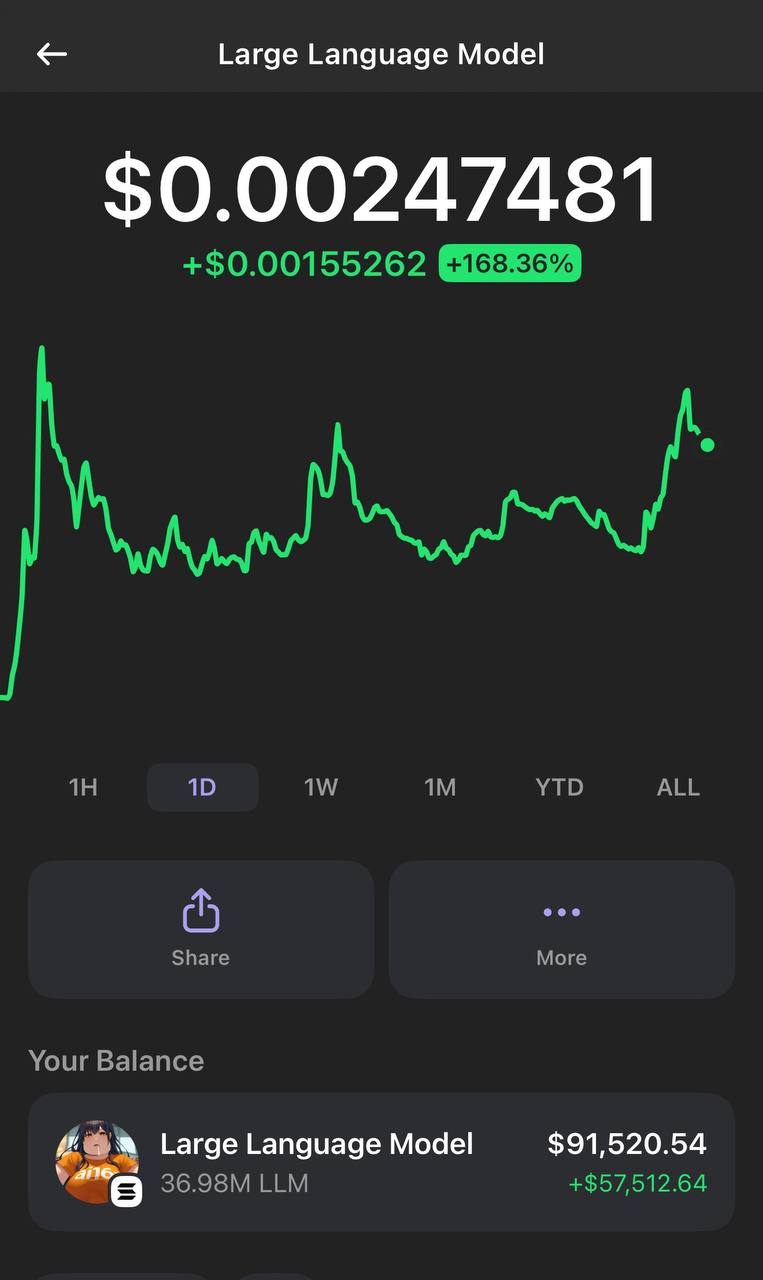 Large Language Model
$0.00247481
+$0.00155262 +168.36%
1H 1D 1W 1M YTD ALL
Share More
Your Balance
Large Language Model $91,520.54
36.98M LLM +$57,512.64
ai16